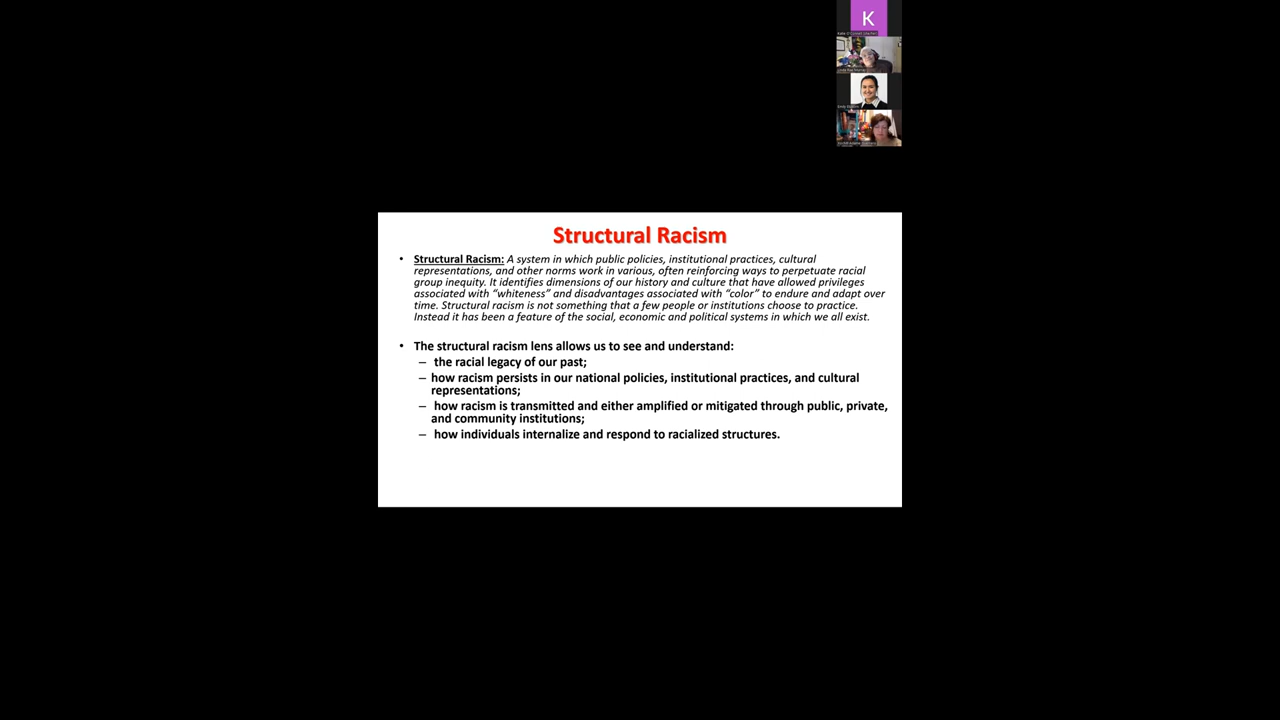 K
Structural Racism
• Structural Racism: A system in which public policies, institutional practices, cultural
representations, and other norms work in various, often reinforcing ways to perpetuate racial
group inequity. It identifies dimensions of our history and culture that have allowed privileges
associated with “whiteness” and disadvantages associated with “color” to endure and adapt over
time. Structural racism is not something that a few people or institutions choose to practice.
Instead it has been a feature of the social, economic and political systems in which we all exist.
• The structural racism lens allows us to see and understand:
– the racial legacy of our past;
– how racism persists in our national policies, institutional practices, and cultural
representations;
– how racism is transmitted and either amplified or mitigated through public, private,
and community institutions;
– how individuals internalize and respond to racialized structures.